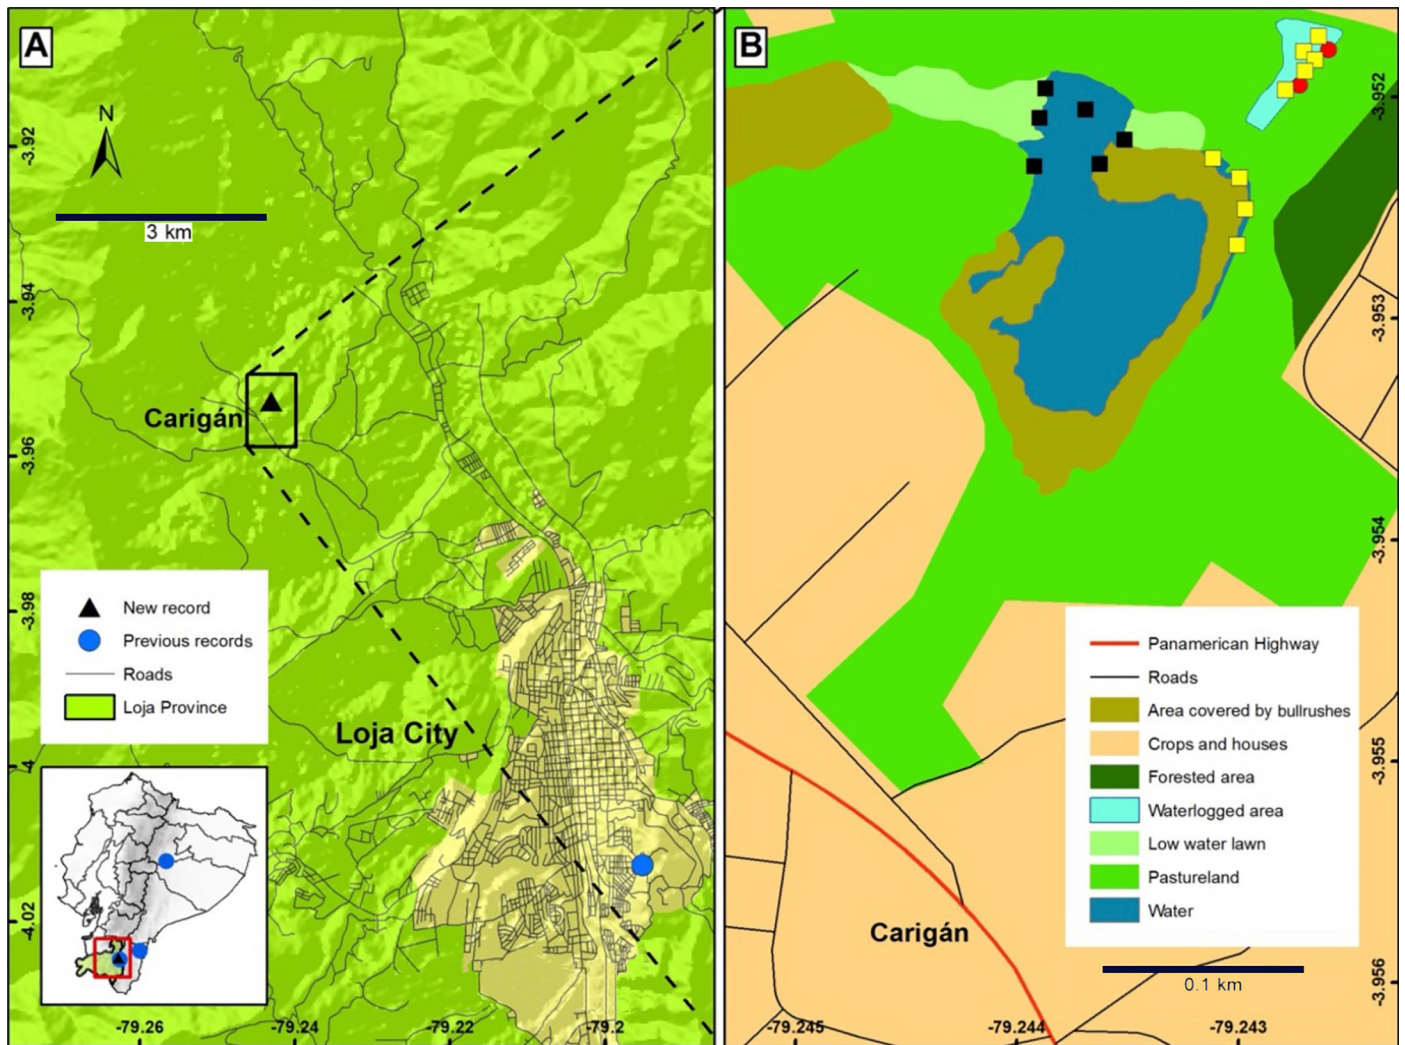 A
N
3 km
-3.92
-3.94
-3.96
-3.98
-4
-4.02
Carigán
Loja City
New record
Previous records
Roads
Loja Province
-79.26
-79.24
-79.22
-79.2
B
-3.952
-3.953
-3.954
-3.955
-3.956
Panamerican Highway
Roads
Area covered by bullrushes
Crops and houses
Forested area
Waterlogged area
Low water lawn
Pastureland
Water
Carigán
0.1 km
-79.245
-79.244
-79.243